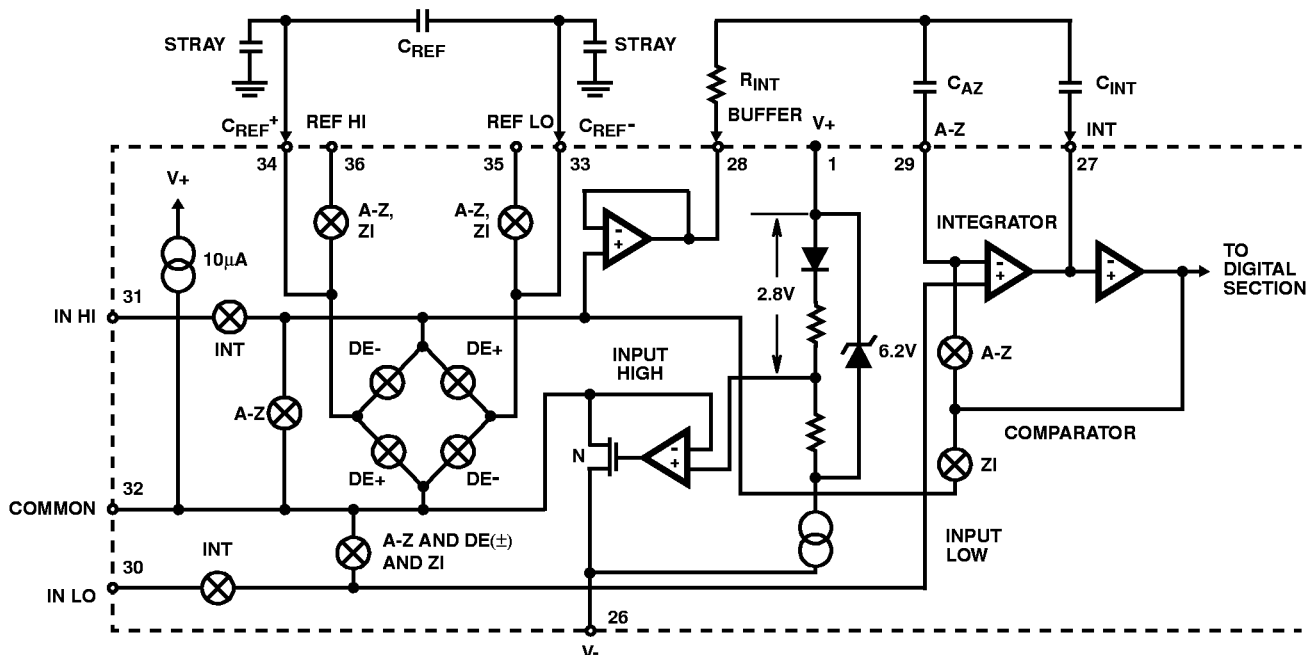 STRAY
CREF
STRAY
RINT
CAZ
CINT
CREF+
REF HI
REF LO
CREF-
BUFFER
V+
A-Z
INT
34
36
35
33
28
1
29
27
V+
A-Z,
ZI
A-Z,
ZI
INTEGRATOR
-
+
-
+
-
+
TO
DIGITAL
SECTION
10μA
2.8V
31
IN HI
INT
DE-
DE+
INPUT
HIGH
6.2V
A-Z
A-Z
COMPARATOR
N
-
+
DE+
DE-
ZI
32
COMMON
INT
A-Z AND DE(±)
AND ZI
INPUT
LOW
30
IN LO
26
V-